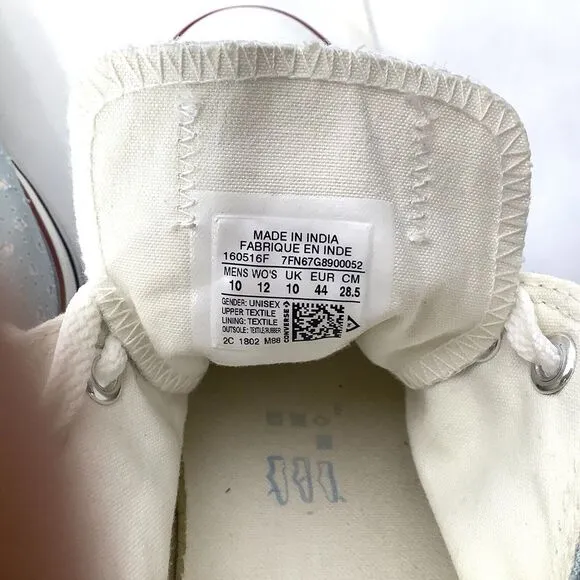 MADE IN INDIA
FABRIQUE EN INDE
160516F 7FN67G8900052
MENS WO'S UK EUR CM
10 12 10 44 28.5
GENDER: UNISEX
UPPER: TEXTILE
LINING: TEXTILE
OUTSOLE: TEXTILE/RUBBER
2C 1802 M88
CONVERSE